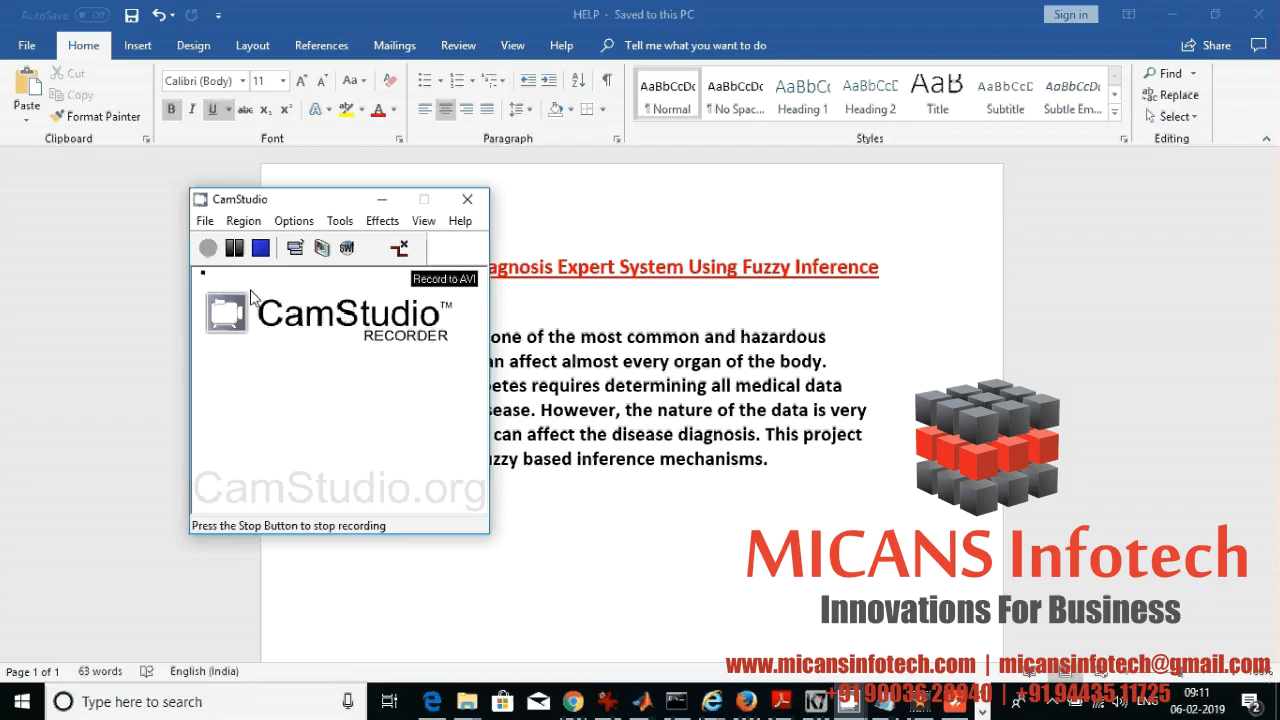 AutoSave Off HELP - Saved to this PC Sign in
File Home Insert Design Layout References Mailings Review View Help Tell me what you want to do Share
Cut
Copy
Paste
Format Painter
Calibri (Body) 11
AaBbCcDc AaBbCcDc AaBbCc AaBbCcC AaB AaBbCcC AaBbCcDc
¶ Normal ¶ No Spac... Heading 1 Heading 2 Title Subtitle Subtle Em...
Find
Replace
Select
Clipboard Font Paragraph Styles Editing
CamStudio
File Region Options Tools Effects View Help
Record to AVI
CamStudio™
RECORDER
CamStudio.org
Press the Stop Button to stop recording
agnosis Expert System Using Fuzzy Inference
one of the most common and hazardous
an affect almost every organ of the body.
etes requires determining all medical data
ease. However, the nature of the data is very
can affect the disease diagnosis. This project
uzzy based inference mechanisms.
MICANS Infotech
Innovations For Business
www.micansinfotech.com | micansinfotech@gmail.com
+91 90036 28940 | +91 94435 11725
Page 1 of 1 63 words English (India)
Type here to search
ENG
09:11
06-02-2019
2